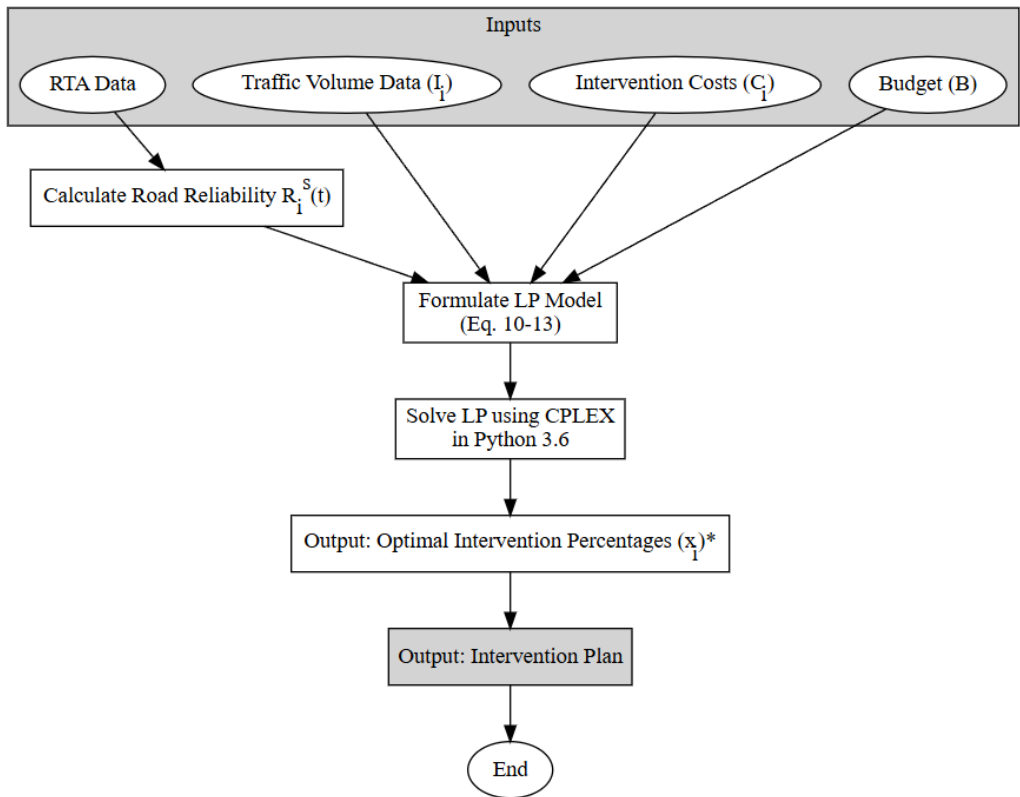 Inputs
RTA Data
Traffic Volume Data (I_i)
Intervention Costs (C_i)
Budget (B)
Calculate Road Reliability R_i^S(t)
Formulate LP Model
(Eq. 10-13)
Solve LP using CPLEX
in Python 3.6
Output: Optimal Intervention Percentages (x_i)*
Output: Intervention Plan
End